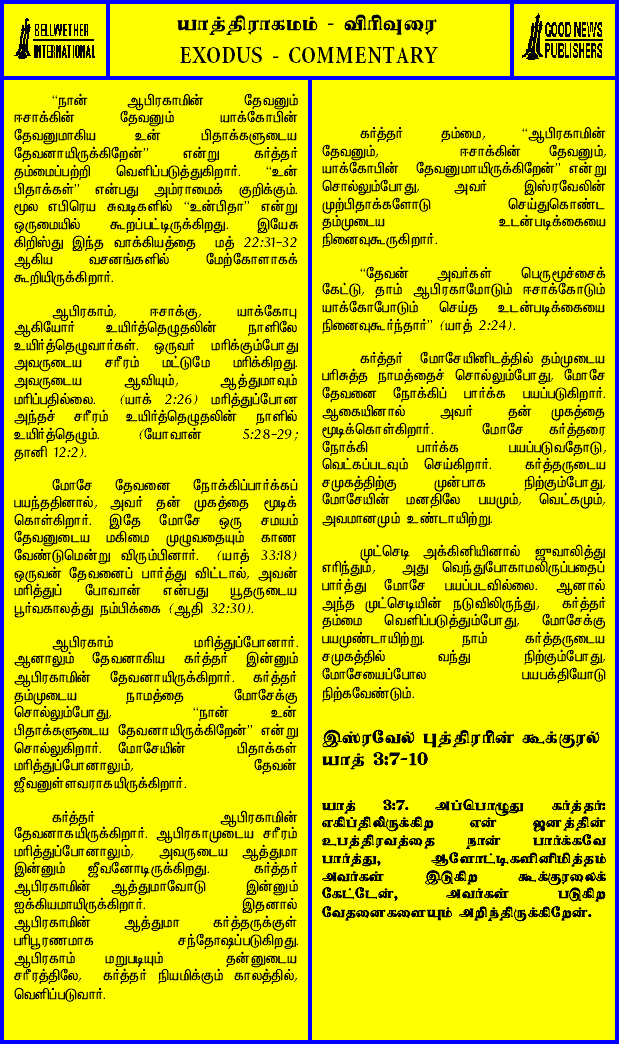 BELLWETHER
INTERNATIONAL
யாத்திராகமம் - விரிவுரை
EXODUS - COMMENTARY
GOOD NEWS
PUBLISHERS
“நான் ஆபிரகாமின் தேவனும்
ஈசாக்கின் தேவனும் யாக்கோபின்
தேவனுமாகிய உன் பிதாக்களுடைய
தேவனாயிருக்கிறேன்” என்று கர்த்தர்
தம்மைப்பற்றி வெளிப்படுத்துகிறார். “உன்
பிதாக்கள்” என்பது அம்ராமைக் குறிக்கும்.
மூல எபிரெய சுவடிகளில் “உன்பிதா” என்று
ஒருமையில் கூறப்பட்டிருக்கிறது. இயேசு
கிறிஸ்து இந்த வாக்கியத்தை மத் 22:31-32
ஆகிய வசனங்களில் மேற்கோளாகக்
கூறியிருக்கிறார்.
ஆபிரகாம், ஈசாக்கு, யாக்கோபு
ஆகியோர் உயிர்த்தெழுதலின் நாளிலே
உயிர்த்தெழுவார்கள். ஒருவர் மரிக்கும்போது
அவருடைய சரீரம் மட்டுமே மரிக்கிறது.
அவருடைய ஆவியும், ஆத்துமாவும்
மரிப்பதில்லை. (யாக் 2:26) மரித்துப்போன
அந்தச் சரீரம் உயிர்த்தெழுதலின் நாளில்
உயிர்த்தெழும். (யோவான் 5:28-29;
தானி 12:2).
மோசே தேவனை நோக்கிப்பார்க்கப்
பயந்ததினால், அவர் தன் முகத்தை மூடிக்
கொள்கிறார். இதே மோசே ஒரு சமயம்
தேவனுடைய மகிமை முழுவதையும் காண
வேண்டுமென்று விரும்பினார். (யாத் 33:18)
ஒருவன் தேவனைப் பார்த்து விட்டால், அவன்
மரித்துப் போவான் என்பது யூதருடைய
பூர்வகாலத்து நம்பிக்கை (ஆதி 32:30).
ஆபிரகாம் மரித்துப்போனார்.
ஆனாலும் தேவனாகிய கர்த்தர் இன்னும்
ஆபிரகாமின் தேவனாயிருக்கிறார். கர்த்தர்
தம்முடைய நாமத்தை மோசேக்கு
சொல்லும்போது, “நான் உன்
பிதாக்களுடைய தேவனாயிருக்கிறேன்” என்று
சொல்லுகிறார். மோசேயின் பிதாக்கள்
மரித்துப்போனாலும், தேவன்
ஜீவனுள்ளவராகயிருக்கிறார்.
கர்த்தர் ஆபிரகாமின்
தேவனாகயிருக்கிறார். ஆபிரகாமுடைய சரீரம்
மரித்துப்போனாலும், அவருடைய ஆத்துமா
இன்னும் ஜீவனோடிருக்கிறது. கர்த்தர்
ஆபிரகாமின் ஆத்துமாவோடு இன்னும்
ஐக்கியமாயிருக்கிறார். இதனால்
ஆபிரகாமின் ஆத்துமா கர்த்தருக்குள்
பரிபூரணமாக சந்தோஷப்படுகிறது.
ஆபிரகாம் மறுபடியும் தன்னுடைய
சரீரத்திலே, கர்த்தர் நியமிக்கும் காலத்தில்,
வெளிப்படுவார்.
கர்த்தர் தம்மை, “ஆபிரகாமின்
தேவனும், ஈசாக்கின் தேவனும்,
யாக்கோபின் தேவனுமாயிருக்கிறேன்” என்று
சொல்லும்போது, அவர் இஸ்ரவேலின்
முற்பிதாக்களோடு செய்துகொண்ட
தம்முடைய உடன்படிக்கையை
நினைவுகூருகிறார்.
“தேவன் அவர்கள் பெருமூச்சைக்
கேட்டு, தாம் ஆபிரகாமோடும் ஈசாக்கோடும்
யாக்கோபோடும் செய்த உடன்படிக்கையை
நினைவுகூர்ந்தார்” (யாத் 2:24).
கர்த்தர் மோசேயினிடத்தில் தம்முடைய
பரிசுத்த நாமத்தைச் சொல்லும்போது, மோசே
தேவனை நோக்கிப் பார்க்க பயப்படுகிறார்.
ஆகையினால் அவர் தன் முகத்தை
மூடிக்கொள்கிறார். மோசே கர்த்தரை
நோக்கி பார்க்க பயப்படுவதோடு,
வெட்கப்படவும் செய்கிறார். கர்த்தருடைய
சமுகத்திற்கு முன்பாக நிற்கும்போது,
மோசேயின் மனதிலே பயமும், வெட்கமும்,
அவமானமும் உண்டாயிற்று.
முட்செடி அக்கினியினால் ஜுவாலித்து
எரிந்தும், அது வெந்துபோகாமலிருப்பதைப்
பார்த்து மோசே பயப்படவில்லை. ஆனால்
அந்த முட்செடியின் நடுவிலிருந்து, கர்த்தர்
தம்மை வெளிப்படுத்தும்போது, மோசேக்கு
பயமுண்டாயிற்று. நாம் கர்த்தருடைய
சமுகத்தில் வந்து நிற்கும்போது,
மோசேயைப்போல பயபக்தியோடு
நிற்கவேண்டும்.
இஸ்ரவேல் புத்திரரின் கூக்குரல்
யாத் 3:7-10
யாத் 3:7. அப்பொழுது கர்த்தர்:
எகிப்திலிருக்கிற என் ஜனத்தின்
உபத்திரவத்தை நான் பார்க்கவே
பார்த்து, ஆளோட்டிகளினிமித்தம்
அவர்கள் இடுகிற கூக்குரலைக்
கேட்டேன், அவர்கள் படுகிற
வேதனைகளையும் அறிந்திருக்கிறேன்.